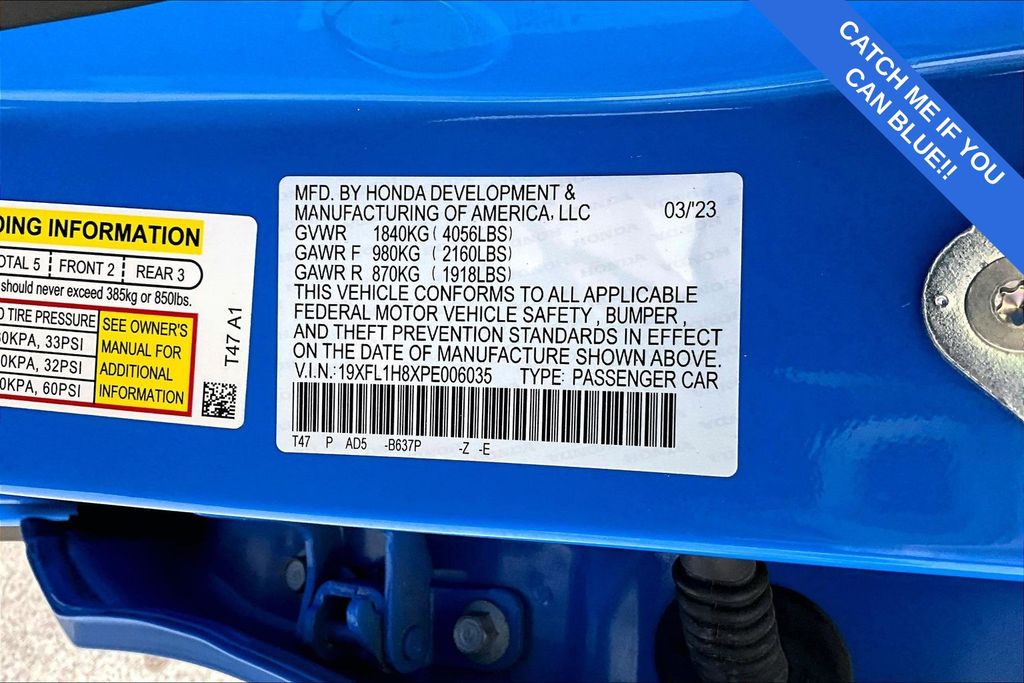 CATCH ME IF YOU
CAN BLUE!!
MFD. BY HONDA DEVELOPMENT &
MANUFACTURING OF AMERICA, LLC 03/'23
GVWR 1840KG ( 4056LBS)
GAWR F 980KG ( 2160LBS)
GAWR R 870KG ( 1918LBS)
THIS VEHICLE CONFORMS TO ALL APPLICABLE
FEDERAL MOTOR VEHICLE SAFETY , BUMPER ,
AND THEFT PREVENTION STANDARDS IN EFFECT
ON THE DATE OF MANUFACTURE SHOWN ABOVE.
V.I.N.: 19XFL1H8XPE006035 TYPE: PASSENGER CAR
T47 P AD5 -B637P -Z -E
DING INFORMATION
OTAL 5 FRONT 2 REAR 3
should never exceed 385kg or 850lbs.
TIRE PRESSURE
0KPA, 33PSI
0KPA, 32PSI
0KPA, 60PSI
SEE OWNER'S
MANUAL FOR
ADDITIONAL
INFORMATION
T47 A1